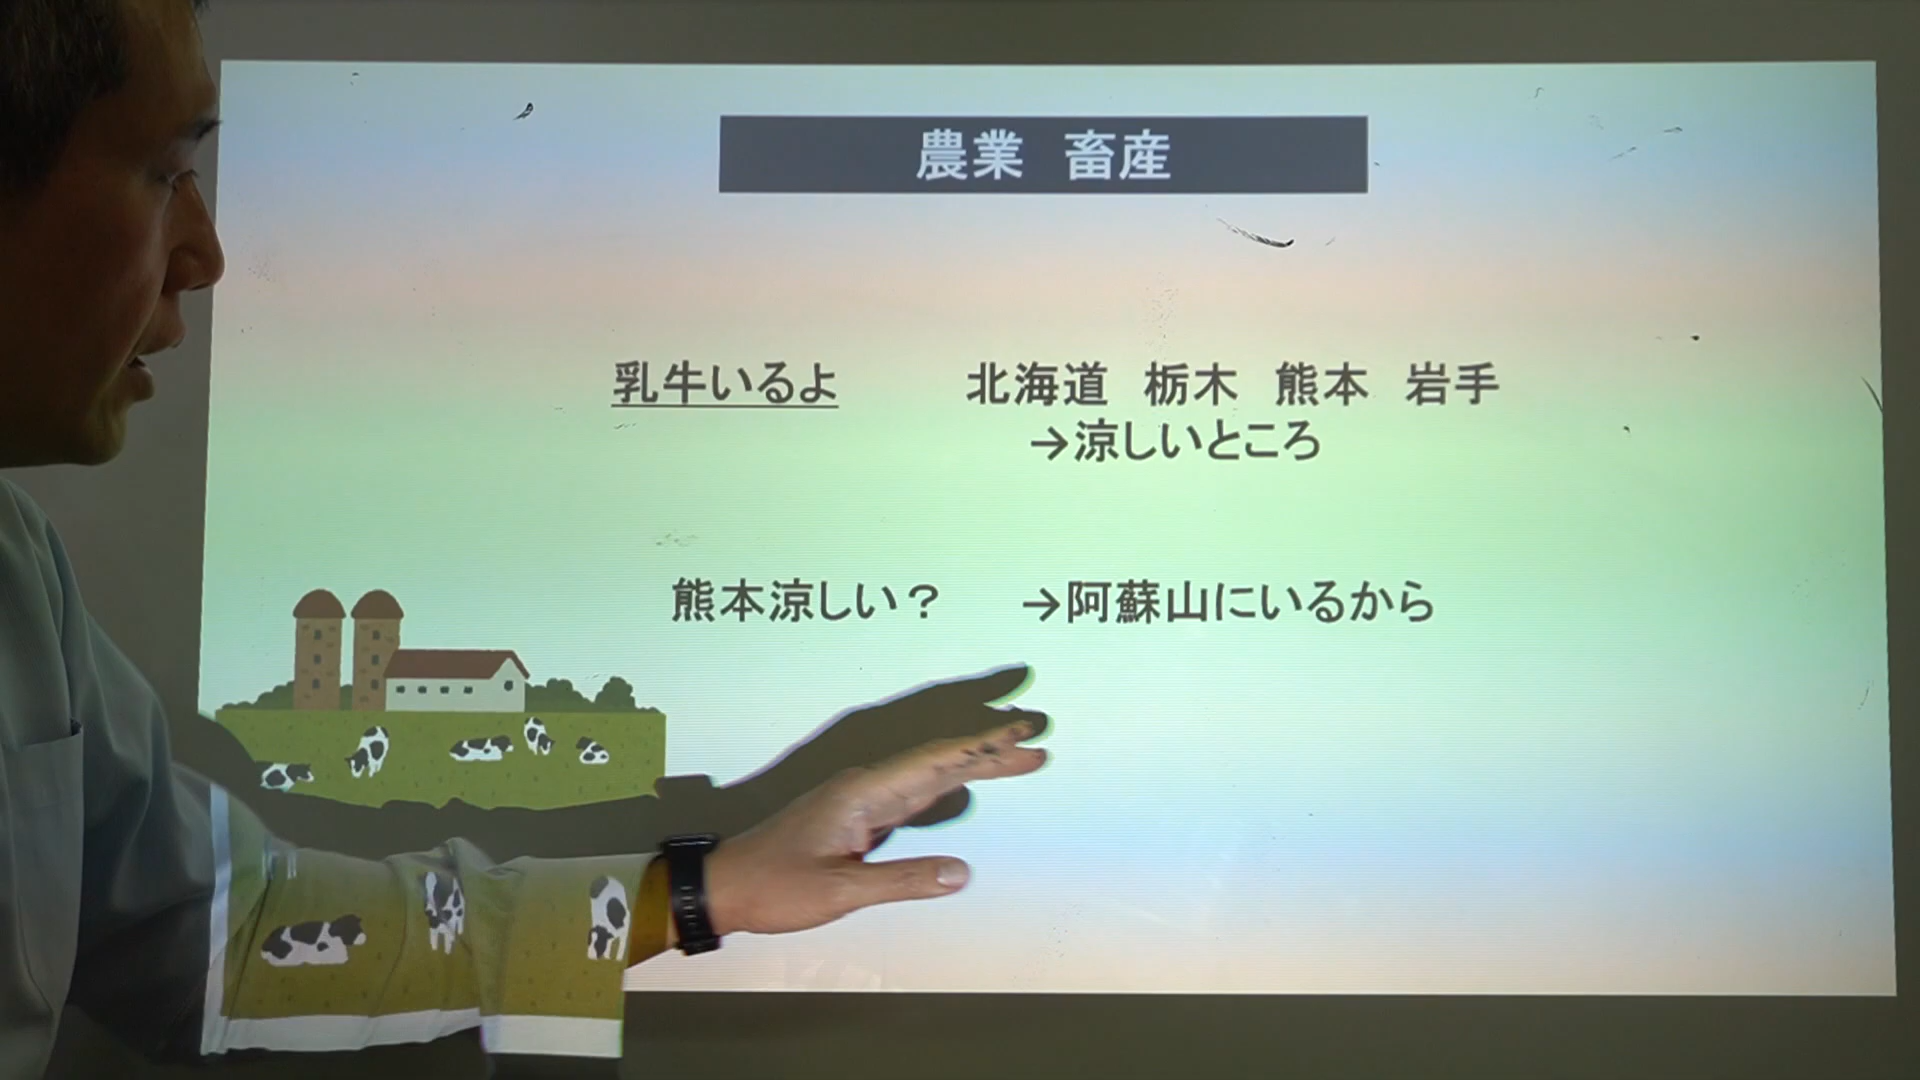 農業　畜産
乳牛いるよ　北海道　栃木　熊本　岩手
→涼しいところ
熊本涼しい？　→阿蘇山にいるから